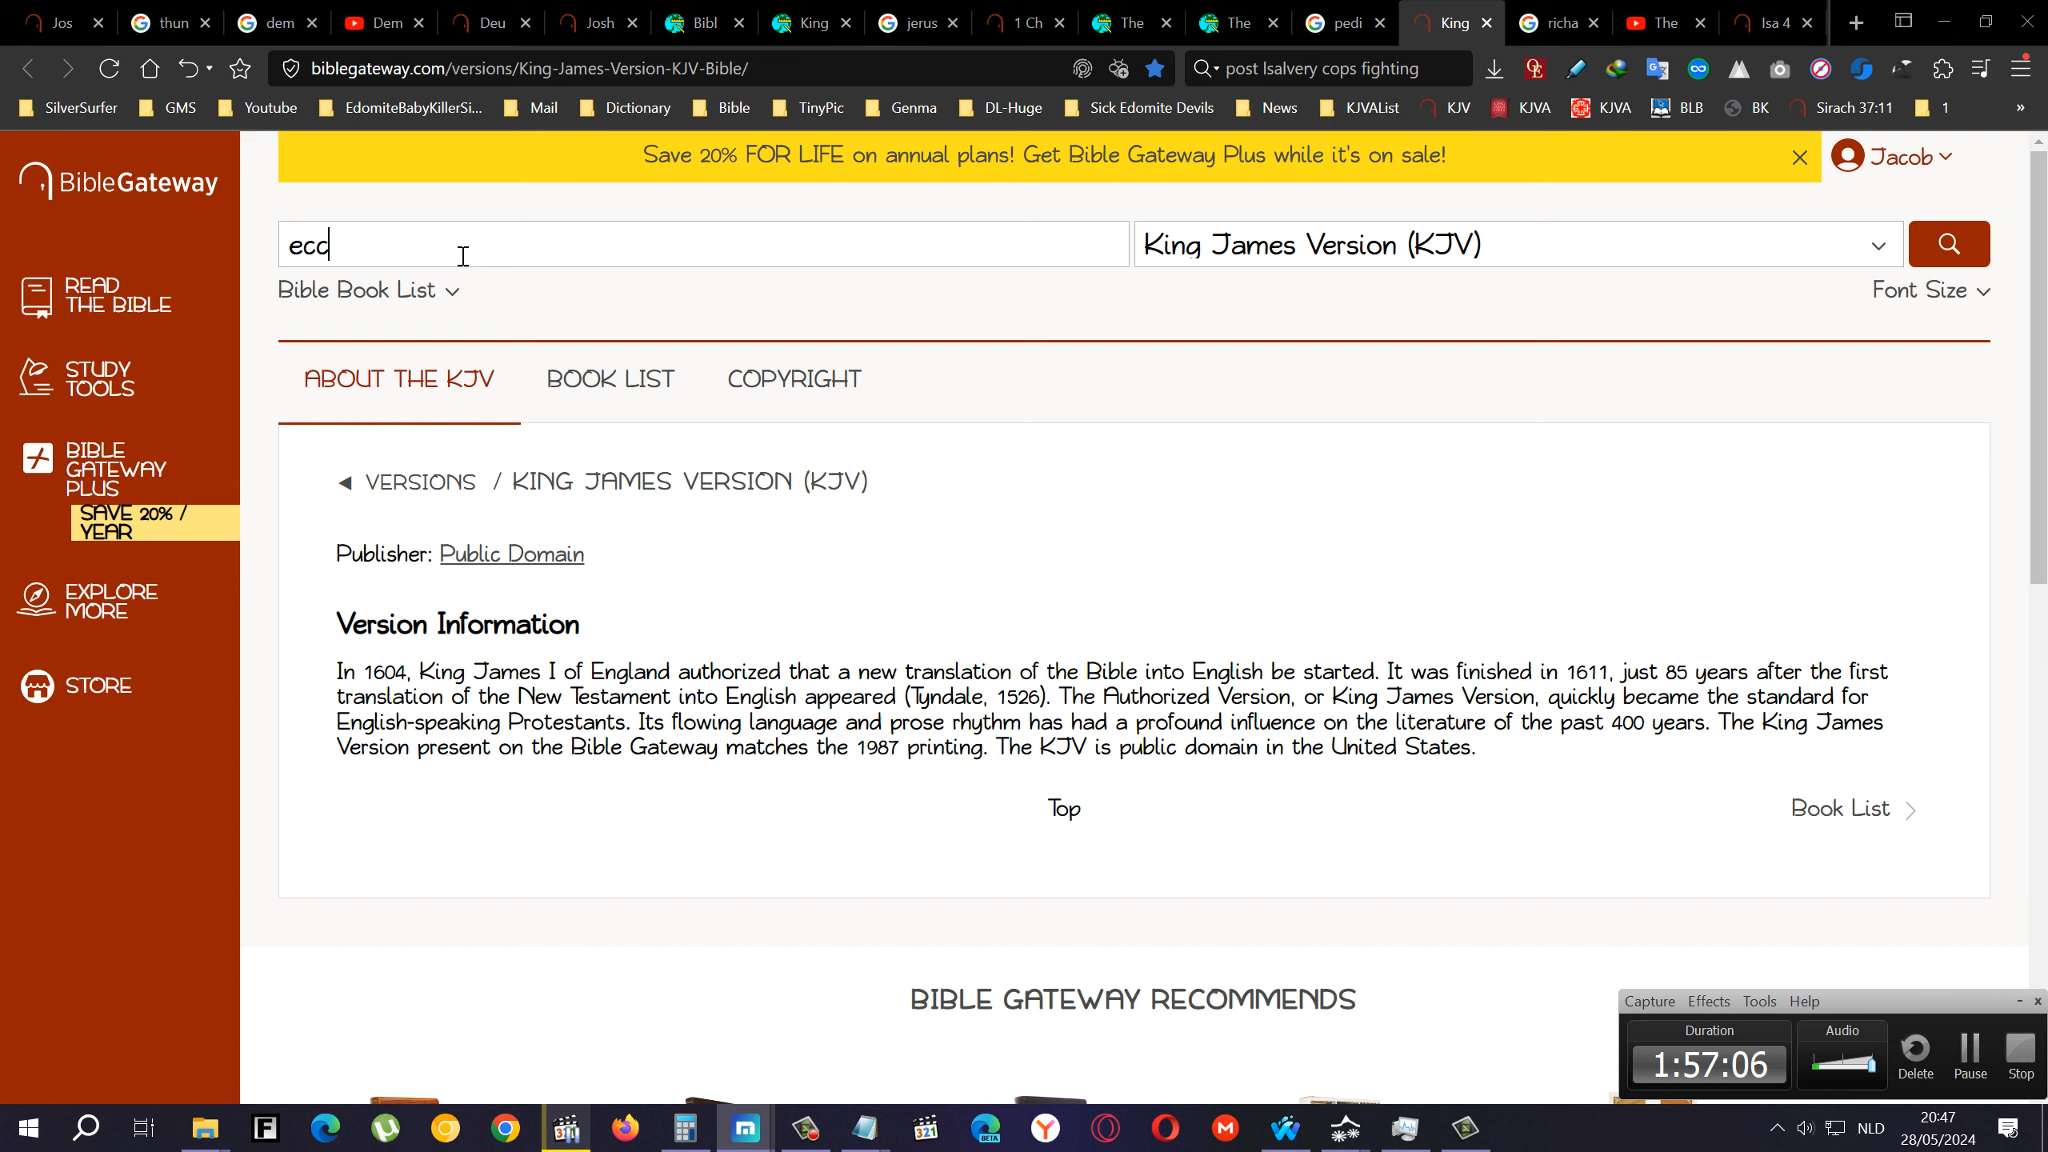 Jos
thun
dem
Dem
Deu
Josh
Bibl
King
jerus
1 Ch
The
The
pedi
King
richa
The
Isa 4
biblegateway.com/versions/King-James-Version-KJV-Bible/
post lsalvery cops fighting
SilverSurfer
GMS
Youtube
EdomiteBabyKillerSi...
Mail
Dictionary
Bible
TinyPic
Genma
DL-Huge
Sick Edomite Devils
News
KJVAList
KJV
KJVA
KJVA
BLB
BK
Sirach 37:11
1
»
Save 20% FOR LIFE on annual plans! Get Bible Gateway Plus while it's on sale!
Jacob
BibleGateway
ecc
King James Version (KJV)
Bible Book List
Font Size
READ
THE BIBLE
STUDY
TOOLS
BIBLE
GATEWAY
PLUS
SAVE 20% /
YEAR
EXPLORE
MORE
STORE
ABOUT THE KJV
BOOK LIST
COPYRIGHT
◄ VERSIONS / KING JAMES VERSION (KJV)
Publisher: Public Domain
Version Information
In 1604, King James I of England authorized that a new translation of the Bible into English be started. It was finished in 1611, just 85 years after the first
translation of the New Testament into English appeared (Tyndale, 1526). The Authorized Version, or King James Version, quickly became the standard for
English-speaking Protestants. Its flowing language and prose rhythm has had a profound influence on the literature of the past 400 years. The King James
Version present on the Bible Gateway matches the 1987 printing. The KJV is public domain in the United States.
Top
Book List
BIBLE GATEWAY RECOMMENDS
Capture Effects Tools Help
Duration
Audio
1:57:06
Delete
Pause
Stop
F
321
BETA
NLD
20:47
28/05/2024